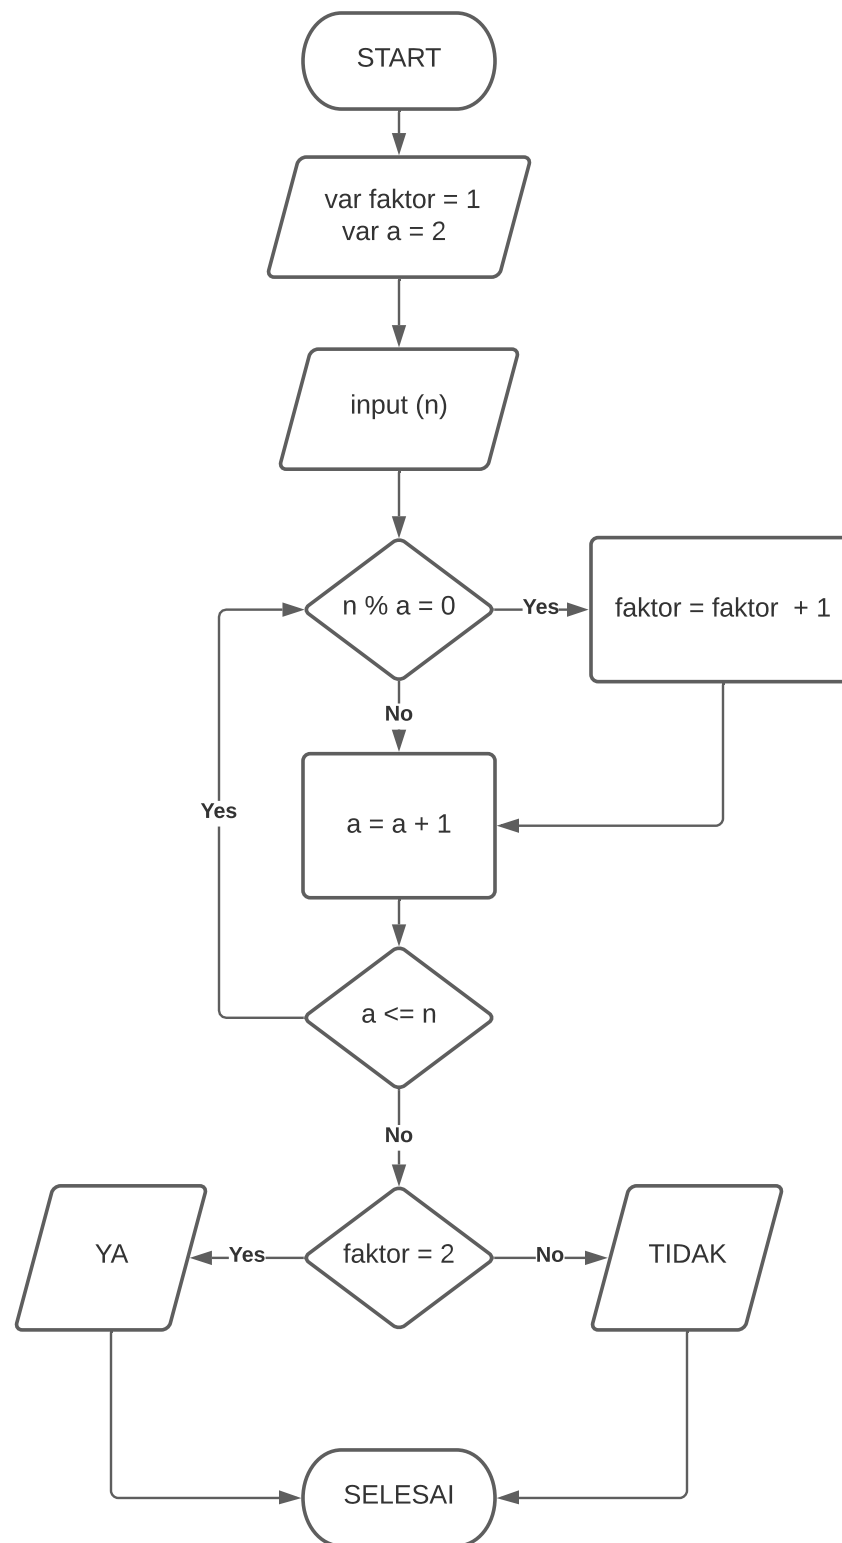 START
var faktor = 1
var a = 2
input (n)
n % a = 0
Yes
faktor = faktor  + 1
No
Yes
a = a + 1
a <= n
No
YA
Yes
faktor = 2
No
TIDAK
SELESAI